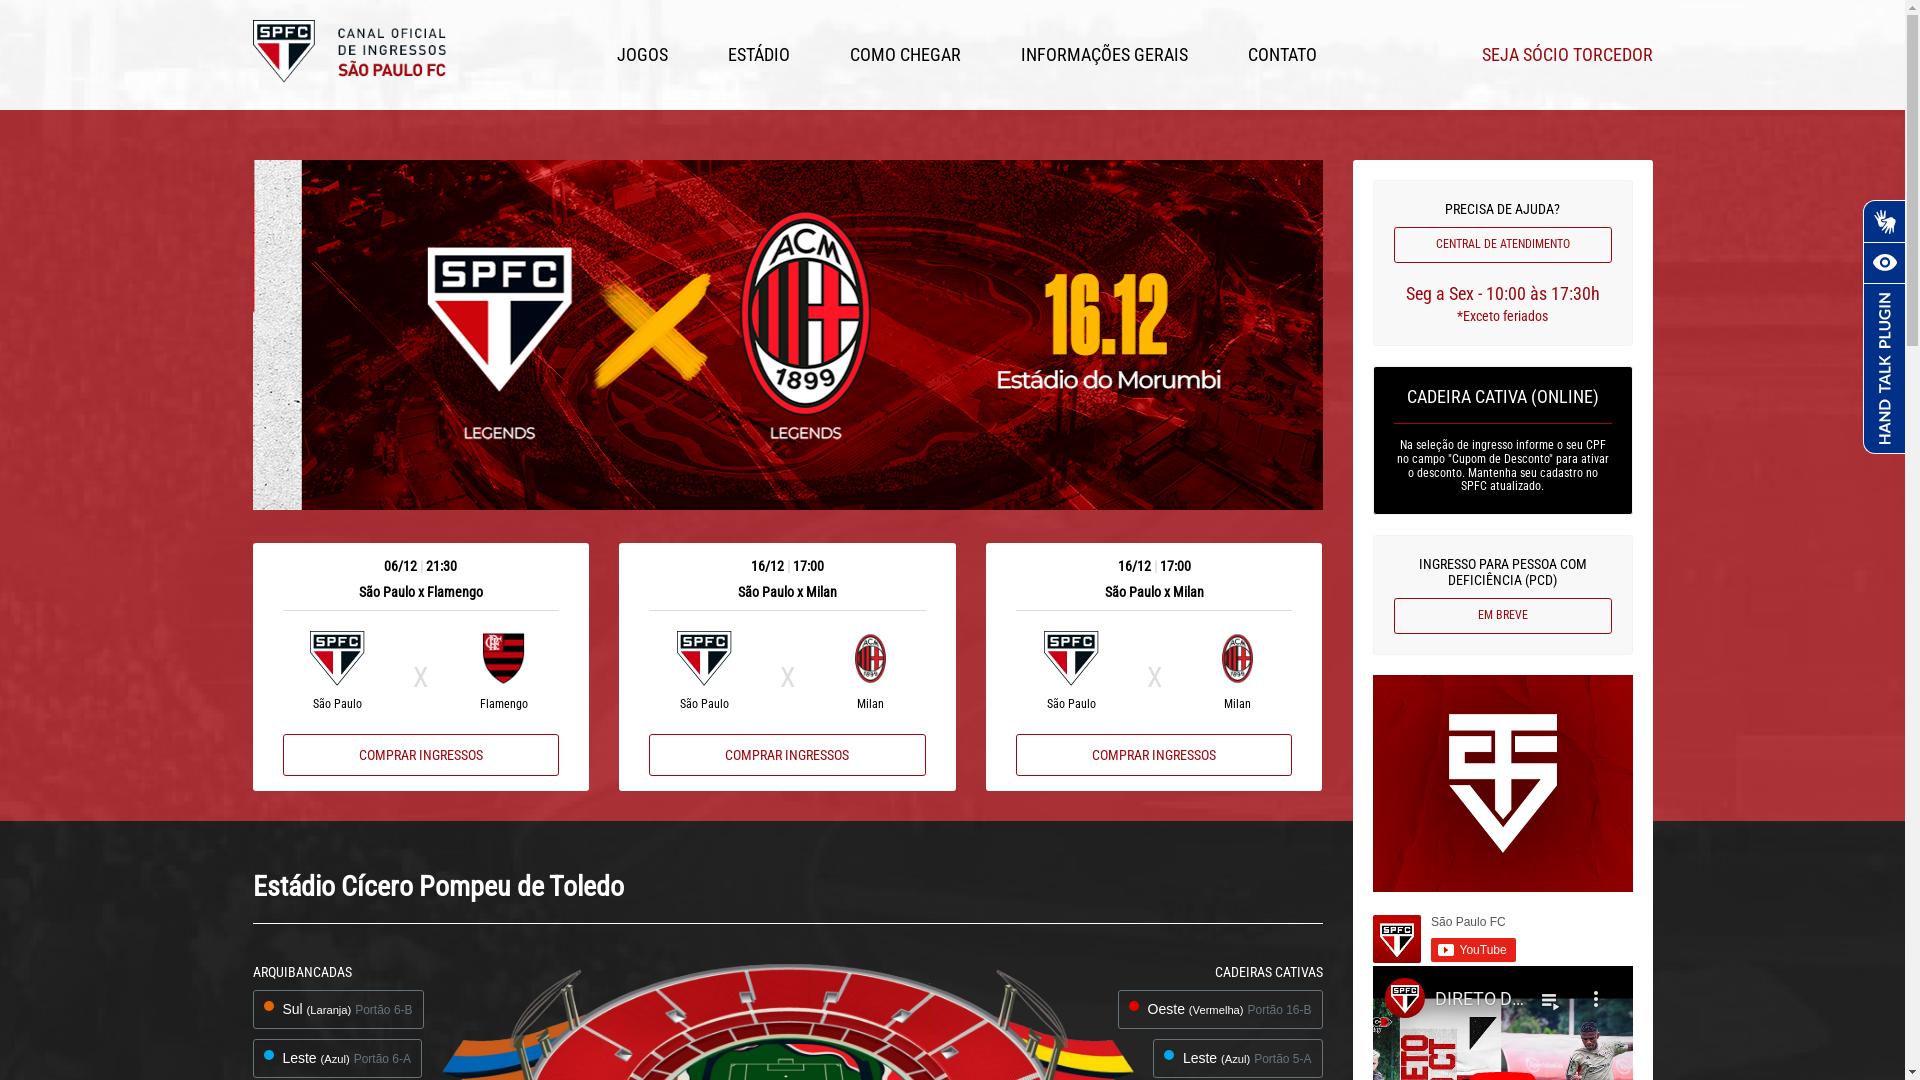 SPFC
CANAL OFICIAL
DE INGRESSOS
SÃO PAULO FC
JOGOS
ESTÁDIO
COMO CHEGAR
INFORMAÇÕES GERAIS
CONTATO
SEJA SÓCIO TORCEDOR
SPFC
LEGENDS
ACM
1899
LEGENDS
16.12
Estádio do Morumbi
PRECISA DE AJUDA?
CENTRAL DE ATENDIMENTO
Seg a Sex - 10:00 às 17:30h
*Exceto feriados
HAND TALK PLUGIN
CADEIRA CATIVA (ONLINE)
Na seleção de ingresso informe o seu CPF
no campo "Cupom de Desconto" para ativar
o desconto. Mantenha seu cadastro no
SPFC atualizado.
INGRESSO PARA PESSOA COM
DEFICIÊNCIA (PCD)
EM BREVE
06/12 | 21:30
São Paulo x Flamengo
SPFC
X
São Paulo
Flamengo
COMPRAR INGRESSOS
16/12 | 17:00
São Paulo x Milan
SPFC
X
São Paulo
Milan
COMPRAR INGRESSOS
16/12 | 17:00
São Paulo x Milan
SPFC
X
São Paulo
Milan
COMPRAR INGRESSOS
Estádio Cícero Pompeu de Toledo
ARQUIBANCADAS
Sul (Laranja) Portão 6-B
Leste (Azul) Portão 6-A
CADEIRAS CATIVAS
Oeste (Vermelha) Portão 16-B
Leste (Azul) Portão 5-A
SPFC
São Paulo FC
YouTube
SPFC
DIRETO D...